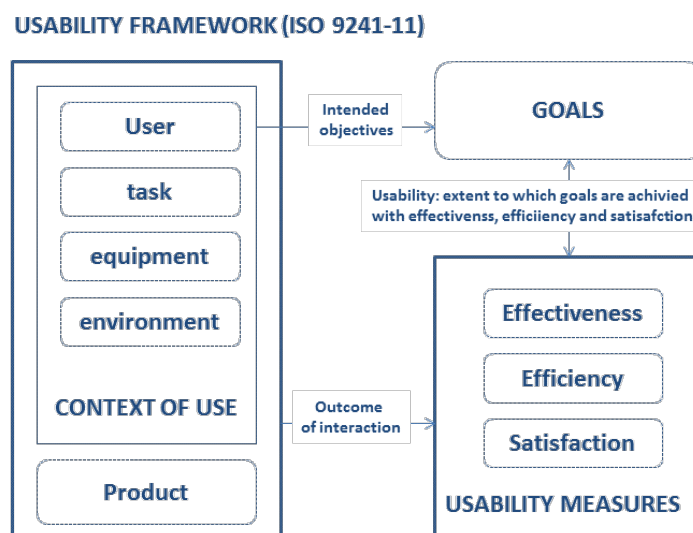 USABILITY FRAMEWORK (ISO 9241-11)
User
task
equipment
environment
CONTEXT OF USE
Product
Intended
objectives
GOALS
Usability: extent to which goals are achivied
with effectivenss, efficiiency and satisafction
Outcome
of interaction
Effectiveness
Efficiency
Satisfaction
USABILITY MEASURES